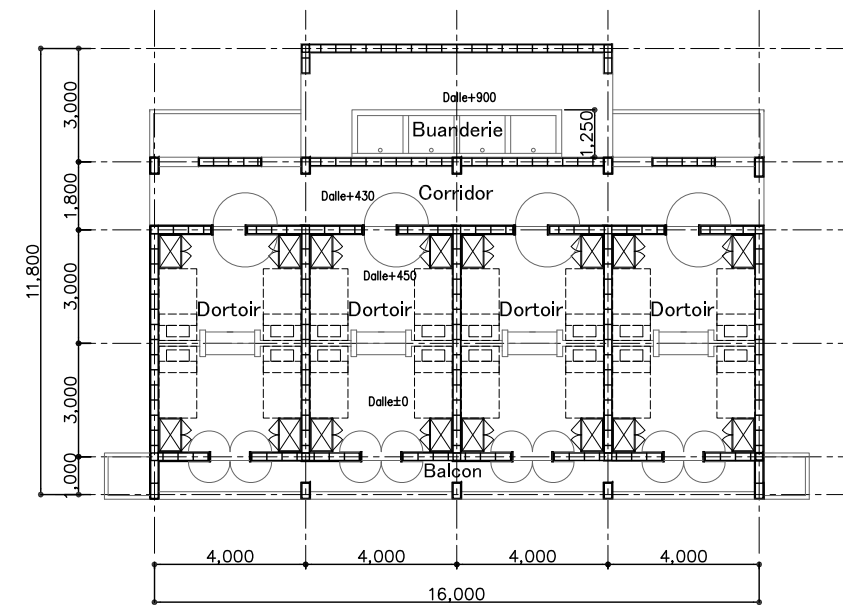 3,000
Dalle+900
Buanderie
1,250
1,800
Corridor
Dalle+430
11,800
3,000
Dalle+450
Dortoir
Dortoir
Dortoir
Dortoir
3,000
Dalle±0
1,000
Balcon
4,000
4,000
4,000
4,000
16,000